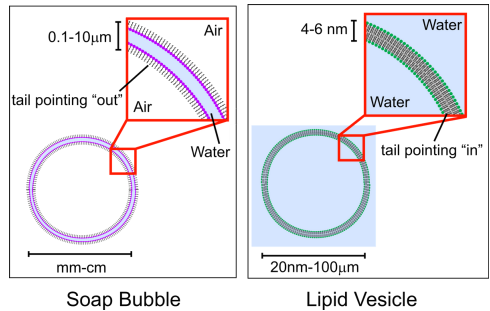 0.1-10μm
Air
Air
Water
tail pointing “out”
mm-cm
Soap Bubble
4-6 nm
Water
Water
tail pointing “in”
20nm-100μm
Lipid Vesicle